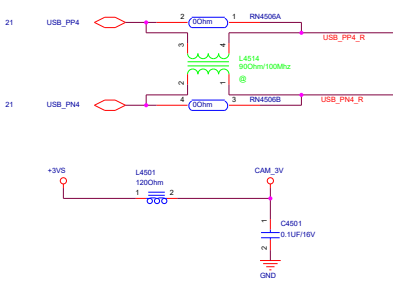 21 USB_PP4 2 0Ohm 1 RN4506A
USB_PP4_R
3 4
L4514
90Ohm/100Mhz
@
2 1
21 USB_PN4 4 0Ohm 3 RN4506B
USB_PN4_R
+3VS L4501 CAM_3V
120Ohm
1 2
1 C4501
0.1UF/16V
2
GND